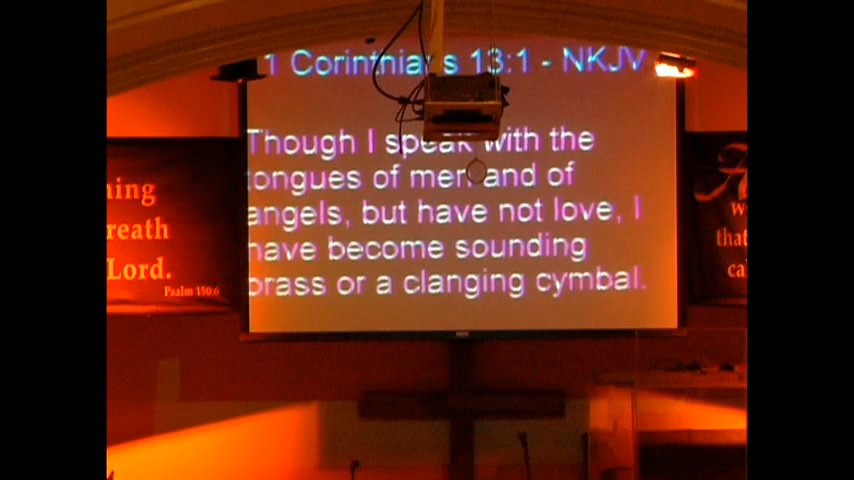 1 Corinthians 13:1 - NKJV
Though I speak with the
tongues of men and of
angels, but have not love, I
have become sounding
brass or a clanging cymbal.
hing
reath
Lord.
Psalm 150:6
that